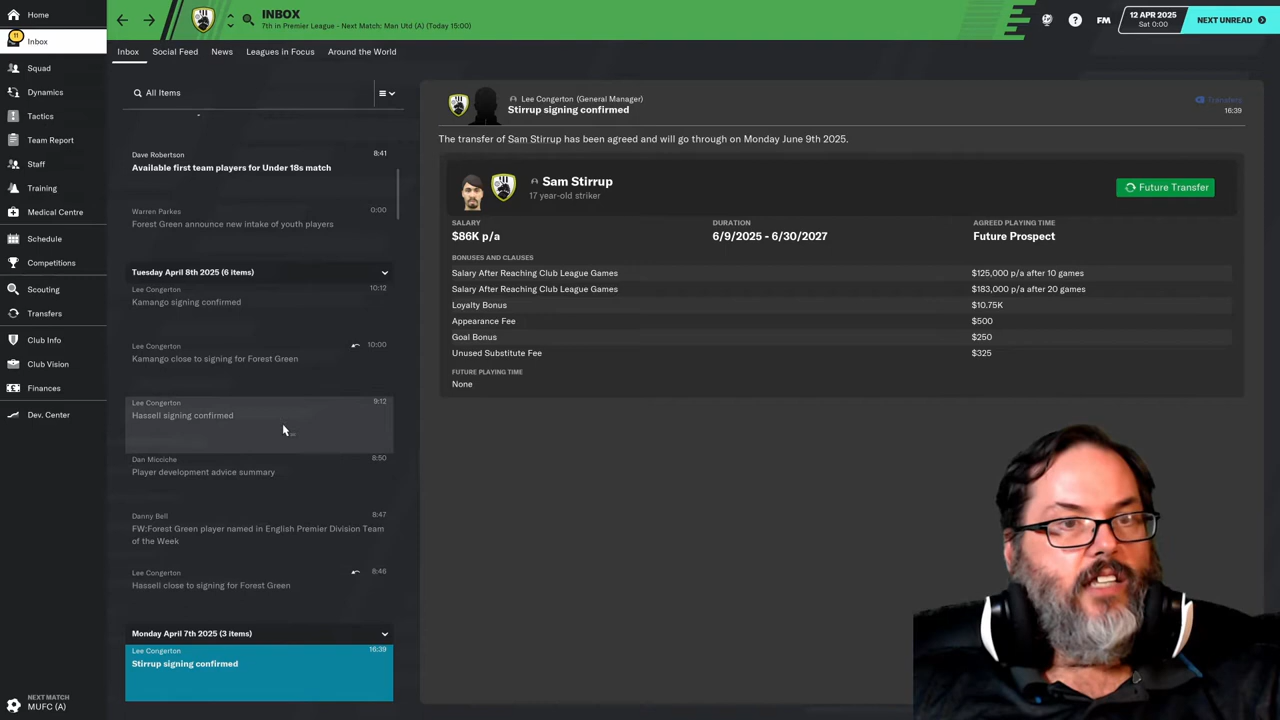 Home
11
Inbox
Squad
Dynamics
Tactics
Team Report
Staff
Training
Medical Centre
Schedule
Competitions
Scouting
Transfers
Club Info
Club Vision
Finances
Dev. Center
NEXT MATCH
MUFC (A)
INBOX
7th in Premier League - Next Match: Man Utd (A) (Today 15:00)
FM
12 APR 2025
Sat 0:00
NEXT UNREAD
Inbox
Social Feed
News
Leagues in Focus
Around the World
All Items
Dave Robertson
8:41
Available first team players for Under 18s match
Warren Parkes
0:00
Forest Green announce new intake of youth players
Tuesday April 8th 2025 (6 items)
Lee Congerton
10:12
Kamango signing confirmed
Lee Congerton
10:00
Kamango close to signing for Forest Green
Lee Congerton
9:12
Hassell signing confirmed
Dan Micciche
8:50
Player development advice summary
Danny Bell
8:47
FW:Forest Green player named in English Premier Division Team
of the Week
Lee Congerton
8:46
Hassell close to signing for Forest Green
Monday April 7th 2025 (3 items)
Lee Congerton
16:39
Stirrup signing confirmed
Lee Congerton (General Manager)
Stirrup signing confirmed
Transfers
16:39
The transfer of Sam Stirrup has been agreed and will go through on Monday June 9th 2025.
Sam Stirrup
17 year-old striker
Future Transfer
SALARY
$86K p/a
DURATION
6/9/2025 - 6/30/2027
AGREED PLAYING TIME
Future Prospect
BONUSES AND CLAUSES
Salary After Reaching Club League Games
$125,000 p/a after 10 games
Salary After Reaching Club League Games
$183,000 p/a after 20 games
Loyalty Bonus
$10.75K
Appearance Fee
$500
Goal Bonus
$250
Unused Substitute Fee
$325
FUTURE PLAYING TIME
None